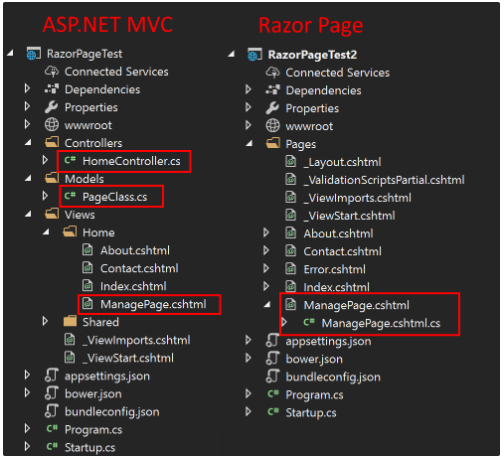 ASP.NET MVC
RazorPageTest
Connected Services
Dependencies
Properties
wwwroot
Controllers
C# HomeController.cs
Models
C# PageClass.cs
Views
Home
About.cshtml
Contact.cshtml
Index.cshtml
ManagePage.cshtml
Shared
_ViewImports.cshtml
_ViewStart.cshtml
appsettings.json
bower.json
bundleconfig.json
C# Program.cs
C# Startup.cs
Razor Page
RazorPageTest2
Connected Services
Dependencies
Properties
wwwroot
Pages
_Layout.cshtml
_ValidationScriptsPartial.cshtml
_ViewImports.cshtml
_ViewStart.cshtml
About.cshtml
Contact.cshtml
Error.cshtml
Index.cshtml
ManagePage.cshtml
C# ManagePage.cshtml.cs
appsettings.json
bower.json
bundleconfig.json
C# Program.cs
C# Startup.cs